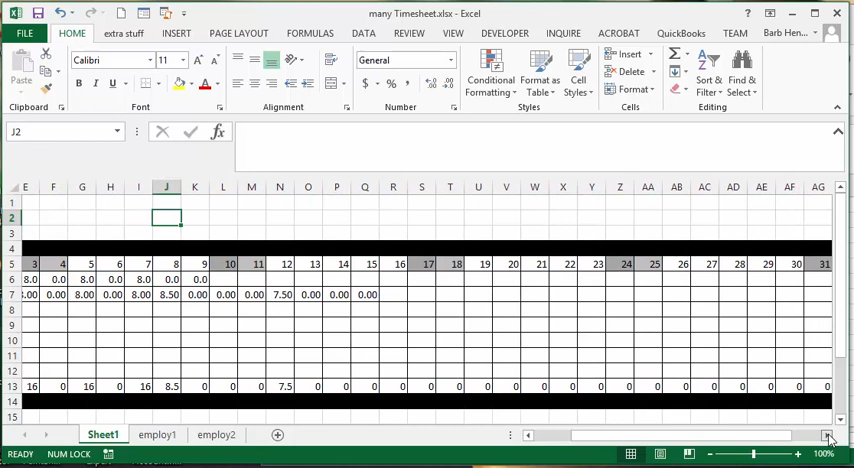 many Timesheet.xlsx - Excel
FILE HOME extra stuff INSERT PAGE LAYOUT FORMULAS DATA REVIEW VIEW DEVELOPER INQUIRE ACROBAT QuickBooks TEAM Barb Hen...
Paste Calibri 11 General Conditional Formatting Format as Table Cell Styles Insert Delete Format Sort & Filter Find & Select
Clipboard Font Alignment Number Styles Cells Editing
J2 fx
E F G H I J K L M N O P Q R S T U V W X Y Z AA AB AC AD AE AF AG
1
2
3
4
5 3 4 5 6 7 8 9 10 11 12 13 14 15 16 17 18 19 20 21 22 23 24 25 26 27 28 29 30 31
6 8.0 0.0 8.0 0.0 8.0 0.0 0.0
7 .00 0.00 8.00 0.00 8.00 8.50 0.00 0.00 0.00 7.50 0.00 0.00 0.00
8
9
10
11
12
13 16 0 16 0 16 8.5 0 0 0 7.5 0 0 0 0 0 0 0 0 0 0 0 0 0 0 0 0 0 0 0
14
15
Sheet1 employ1 employ2
READY NUM LOCK 100%